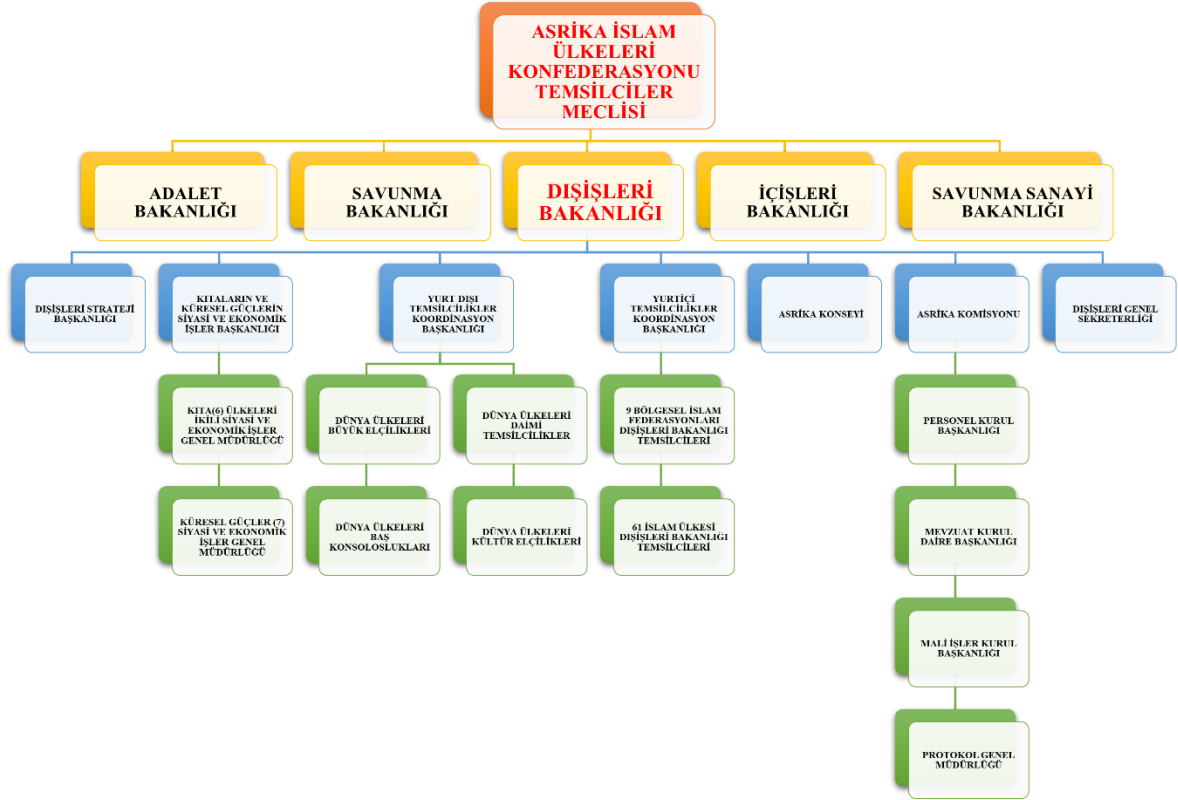 ASRİKA İSLAM
ÜLKELERİ
KONFEDERASYONU
TEMSİLCİLER
MECLİSİ
ADALET
BAKANLIĞI
SAVUNMA
BAKANLIĞI
DIŞİŞLERİ
BAKANLIĞI
İÇİŞLERİ
BAKANLIĞI
SAVUNMA SANAYİ
BAKANLIĞI
DIŞİŞLERİ STRATEJİ
BAŞKANLIĞI
KITALARIN VE
KÜRESEL GÜÇLERİN
SİYASİ VE EKONOMİK
İŞLER BAŞKANLIĞI
YURT DIŞI
TEMSİLCİLİKLER
KOORDİNASYON
BAŞKANLIĞI
YURTİÇİ
TEMSİLCİLİKLER
KOORDİNASYON
BAŞKANLIĞI
ASRİKA KONSEYİ
ASRİKA KOMİSYONU
DIŞİŞLERİ GENEL
SEKRETERLİĞİ
KITA(6) ÜLKELERİ
İKİLİ SİYASİ VE
EKONOMİK İŞLER
GENEL MÜDÜRLÜĞÜ
DÜNYA ÜLKELERİ
BÜYÜK ELÇİLİKLERİ
DÜNYA ÜLKELERİ
DAİMİ
TEMSİLCİLİKLER
9 BÖLGESEL İSLAM
FEDERASYONLARI
DIŞİŞLERİ BAKANLIĞI
TEMSİLCİLERİ
PERSONEL KURUL
BAŞKANLIĞI
KÜRESEL GÜÇLER (7)
SİYASİ VE EKONOMİK
İŞLER GENEL
MÜDÜRLÜĞÜ
DÜNYA ÜLKELERİ
BAŞ
KONSOLOSLUKLARI
DÜNYA ÜLKELERİ
KÜLTÜR ELÇİLİKLERİ
61 İSLAM ÜLKESİ
DIŞİŞLERİ BAKANLIĞI
TEMSİLCİLERİ
MEVZUAT KURUL
DAİRE BAŞKANLIĞI
MALİ İŞLER KURUL
BAŞKANLIĞI
PROTOKOL GENEL
MÜDÜRLÜĞÜ